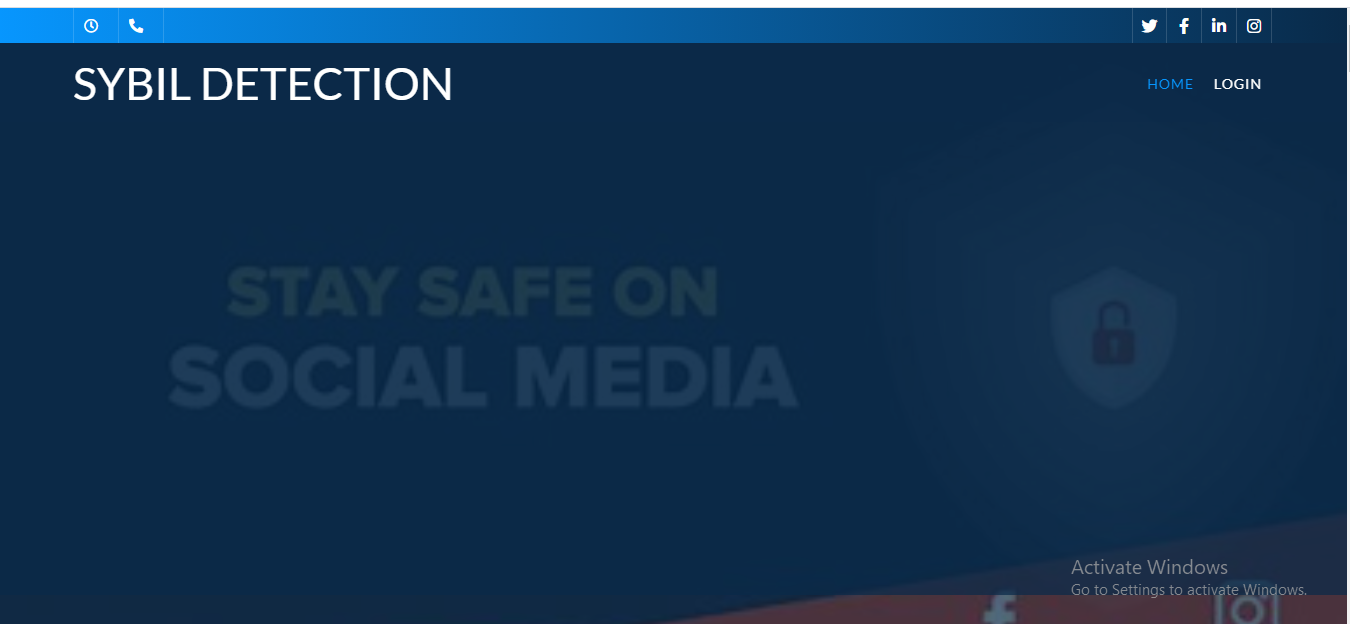 SYBIL DETECTION
HOME LOGIN
STAY SAFE ON
SOCIAL MEDIA
Activate Windows
Go to Settings to activate Windows.